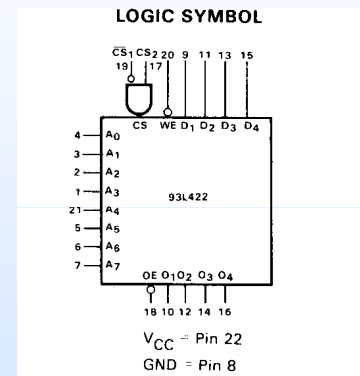 LOGIC SYMBOL
CS1 CS2 20 9 11 13 15
19 17
CS WE D1 D2 D3 D4
4 A0
3 A1
2 A2
1 A3
93L422
21 A4
5 A5
6 A6
7 A7
OE O1 O2 O3 O4
18 10 12 14 16
VCC = Pin 22
GND = Pin 8